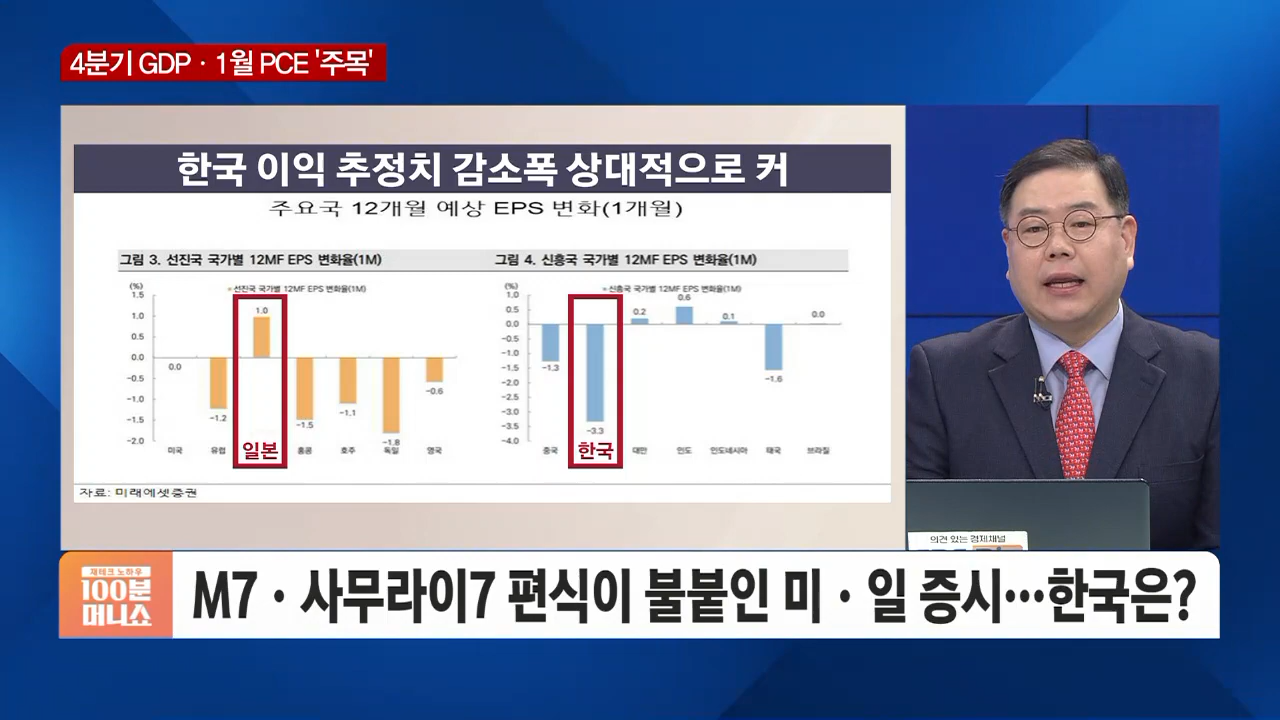 4분기 GDP · 1월 PCE '주목'
한국 이익 추정치 감소폭 상대적으로 커
주요국 12개월 예상 EPS 변화(1개월)
그림 3. 선진국 국가별 12MF EPS 변화율(1M)
(%)
선진국 국가별 12MF EPS 변화율(1M)
1.5
1.0
0.5
0.0
-0.5
-1.0
-1.5
-2.0
0.0
-1.2
1.0
-1.5
-1.1
-1.8
-0.6
미국 유럽 일본 홍콩 호주 독일 영국
그림 4. 신흥국 국가별 12MF EPS 변화율(1M)
(%)
신흥국 국가별 12MF EPS 변화율(1M)
1.0
0.5
0.0
-0.5
-1.0
-1.5
-2.0
-2.5
-3.0
-3.5
-4.0
-1.3
-3.3
0.2
0.6
0.1
-1.6
0.0
중국 한국 대만 인도 인도네시아 태국 브라질
자료: 미래에셋증권
의견 있는 경제채널
재테크 노하우
100분
머니쇼
M7 · 사무라이7 편식이 불붙인 미 · 일 증시…한국은?